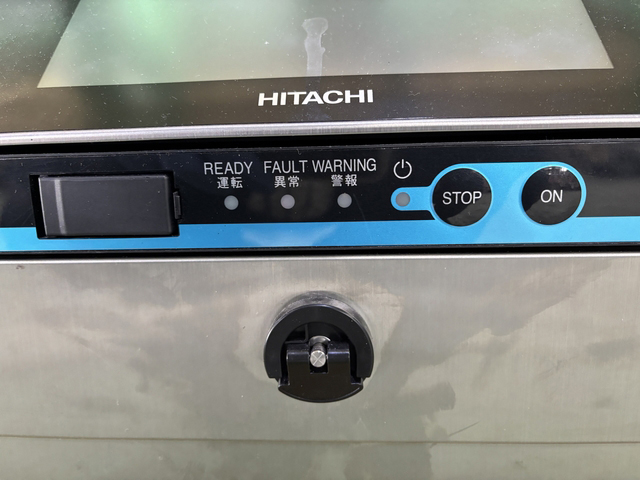 HITACHI
READY FAULT WARNING
運転 異常 警報
STOP ON